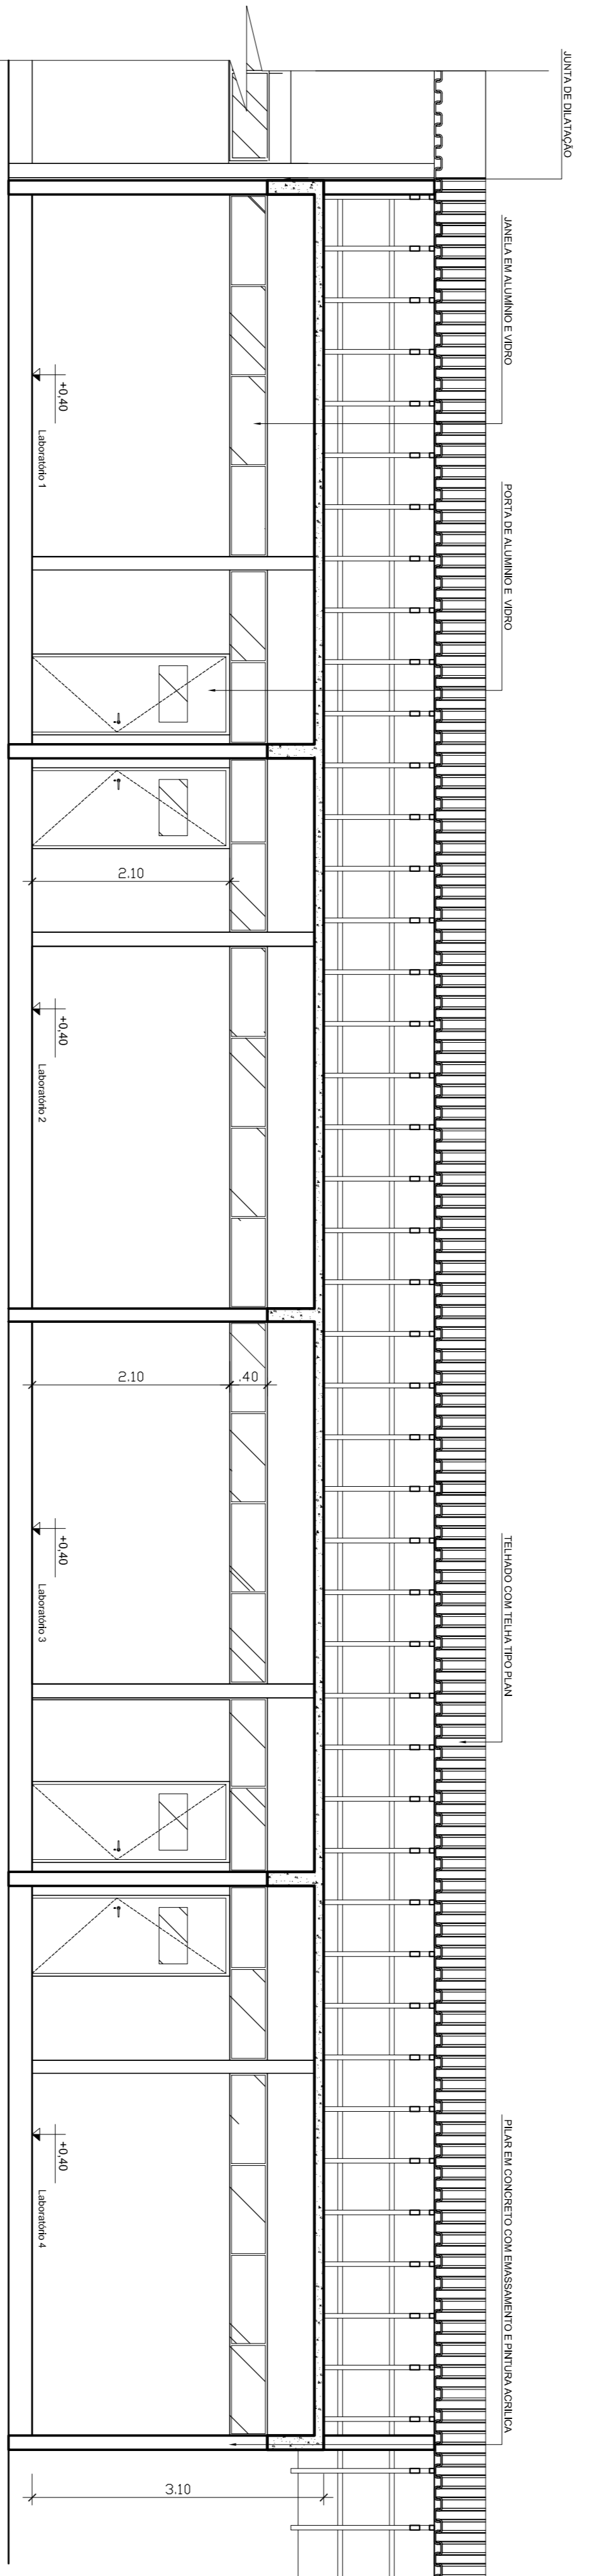 JUNTA DE DILATAÇÃO
JANELA EM ALUMÍNIO E VIDRO
PORTA DE ALUMINIO E VIDRO
TELHADO COM TELHA TIPO PLAN
PILAR EM CONCRETO COM EMASSAMENTO E PINTURA ACRILICA
+0,40
Laboratório 1
2.10
+0,40
Laboratório 2
2.10
.40
+0,40
Laboratório 3
+0,40
Laboratório 4
3.10